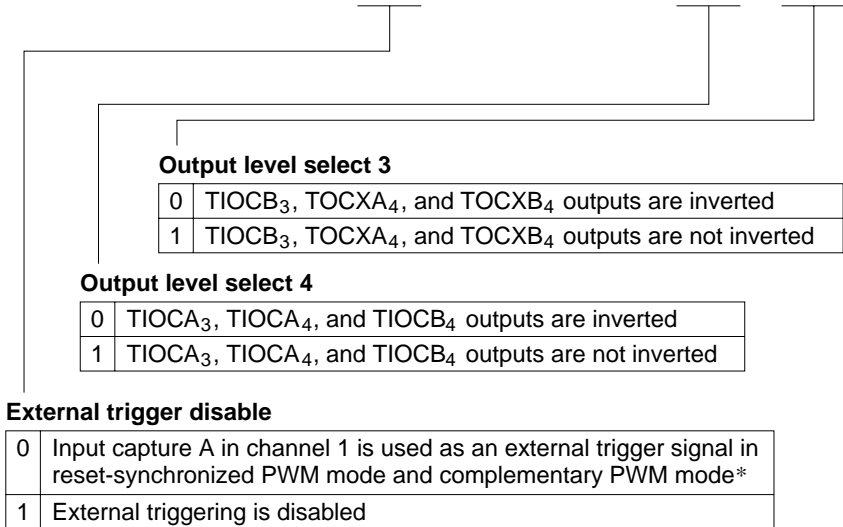 Output level select 3
0 TIOCB3, TOCXA4, and TOCXB4 outputs are inverted
1 TIOCB3, TOCXA4, and TOCXB4 outputs are not inverted
Output level select 4
0 TIOCA3, TIOCA4, and TIOCB4 outputs are inverted
1 TIOCA3, TIOCA4, and TIOCB4 outputs are not inverted
External trigger disable
0 Input capture A in channel 1 is used as an external trigger signal in
reset-synchronized PWM mode and complementary PWM mode*
1 External triggering is disabled